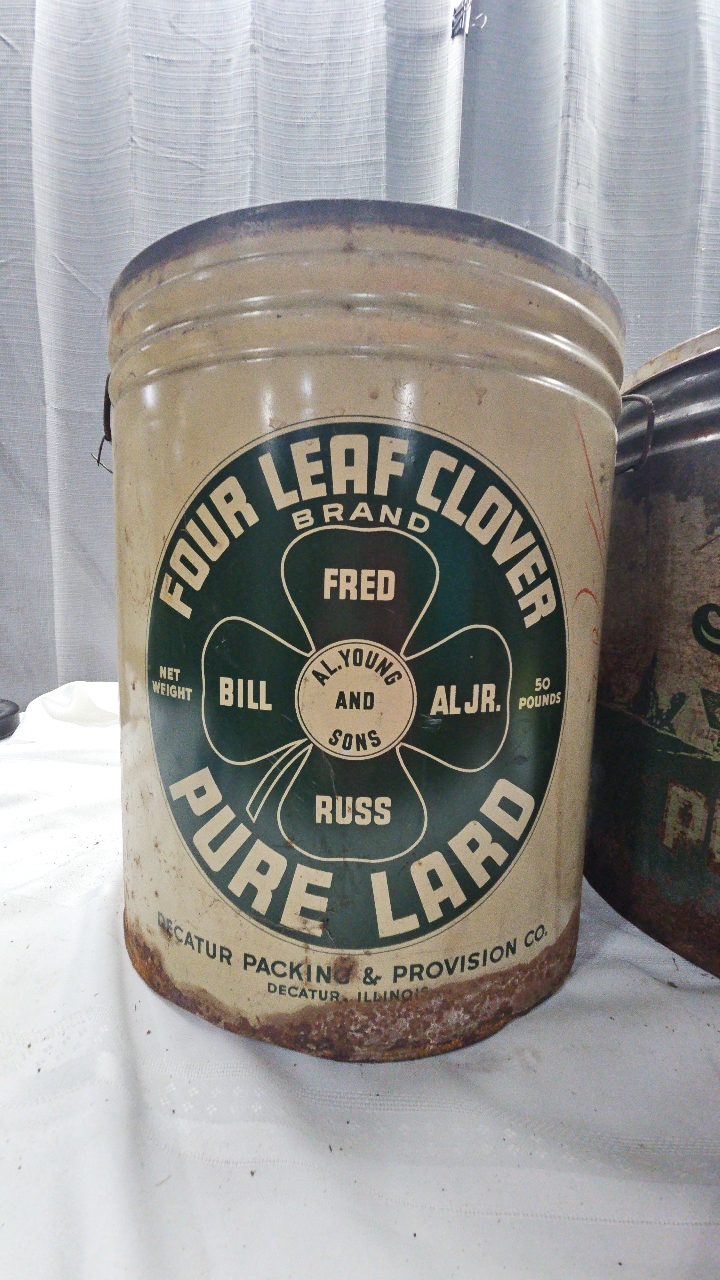 FOUR LEAF CLOVER
BRAND
FRED
BILL
AL. YOUNG
AND
SONS
AL JR.
RUSS
NET
WEIGHT
50
POUNDS
PURE LARD
DECATUR PACKING & PROVISION CO.
DECATUR, ILLINOIS